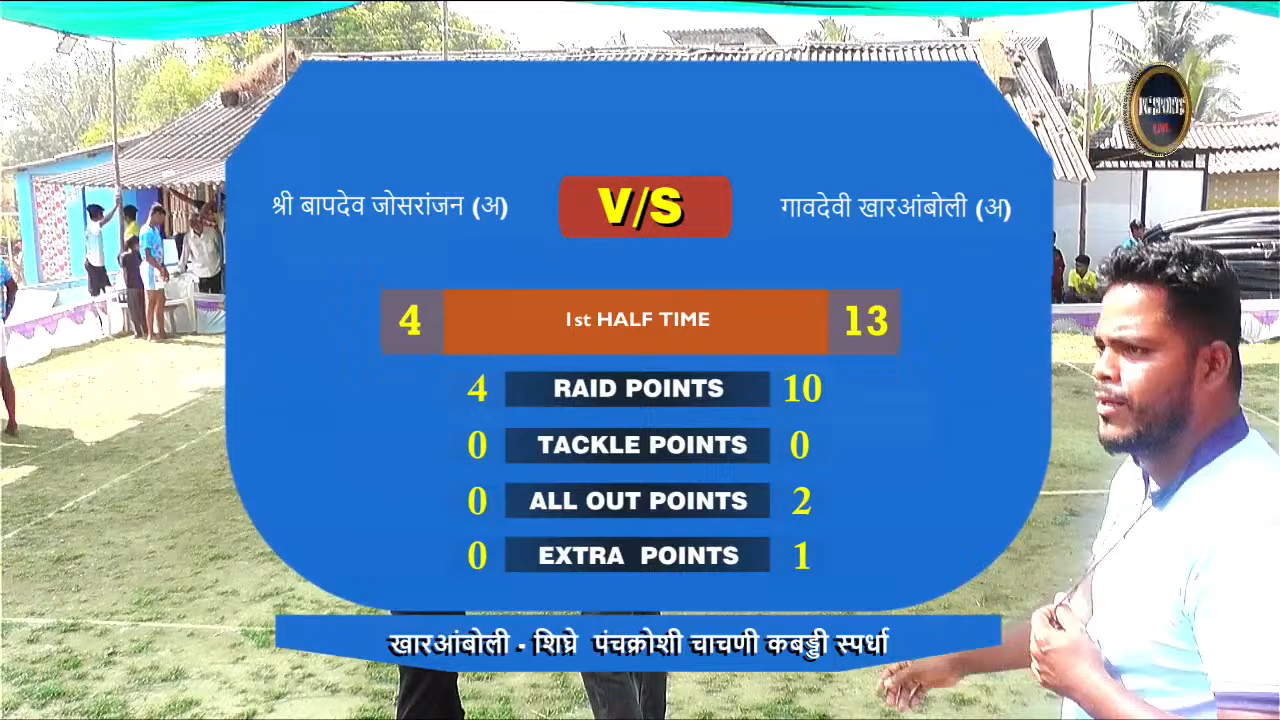 श्री बापदेव जोसरांजन (अ) V/S गावदेवी खारआंबोली (अ)
4 1st HALF TIME 13
4 RAID POINTS 10
0 TACKLE POINTS 0
0 ALL OUT POINTS 2
0 EXTRA POINTS 1
खारआंबोली - शिघ्रे पंचक्रोशी चाचणी कबड्डी स्पर्धा